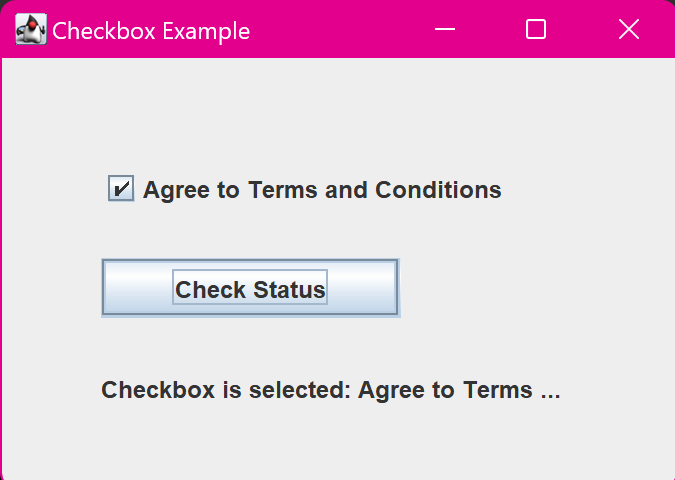 Checkbox Example
Agree to Terms and Conditions
Check Status
Checkbox is selected: Agree to Terms ...